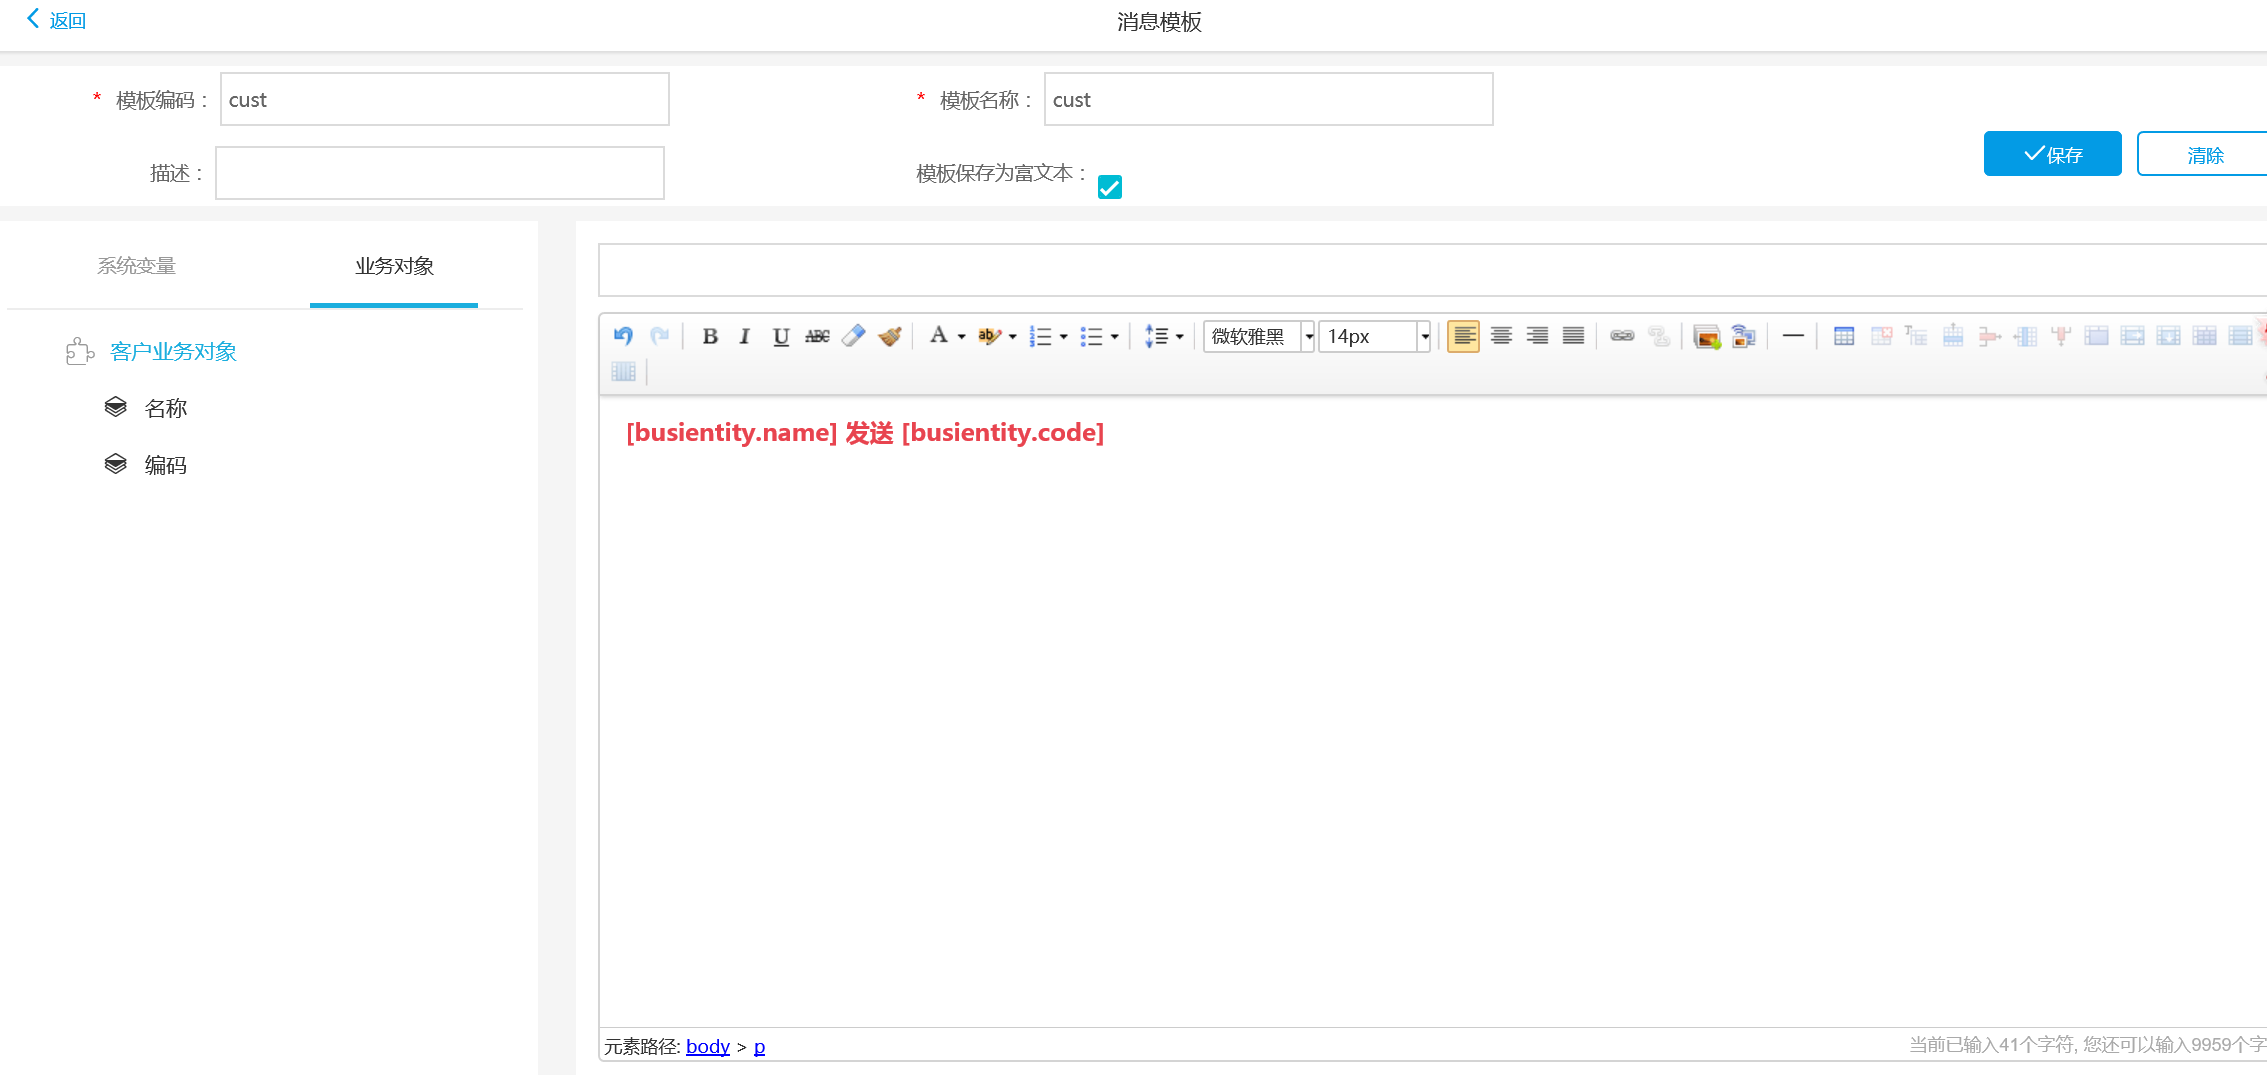 返回
消息模板
* 模板编码： cust
* 模板名称： cust
描述：
模板保存为富文本：
保存
清除
系统变量
业务对象
客户业务对象
名称
编码
B I U ABC A ab 微软雅黑 14px
[busientity.name] 发送 [busientity.code]
元素路径: body > p
当前已输入41个字符, 您还可以输入9959个字